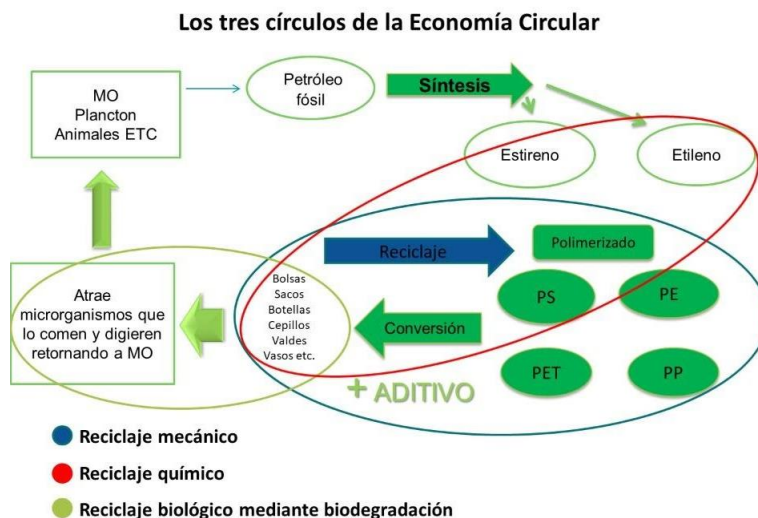 Los tres círculos de la Economía Circular
MO
Plancton
Animales ETC
Petróleo
fósil
Síntesis
Estireno
Etileno
Reciclaje
Polimerizado
Bolsas
Sacos
Botellas
Cepillos
Valdes
Vasos etc.
Conversión
PS
PE
PET
PP
Atrae
microrganismos que
lo comen y digieren
retornando a MO
+ ADITIVO
Reciclaje mecánico
Reciclaje químico
Reciclaje biológico mediante biodegradación